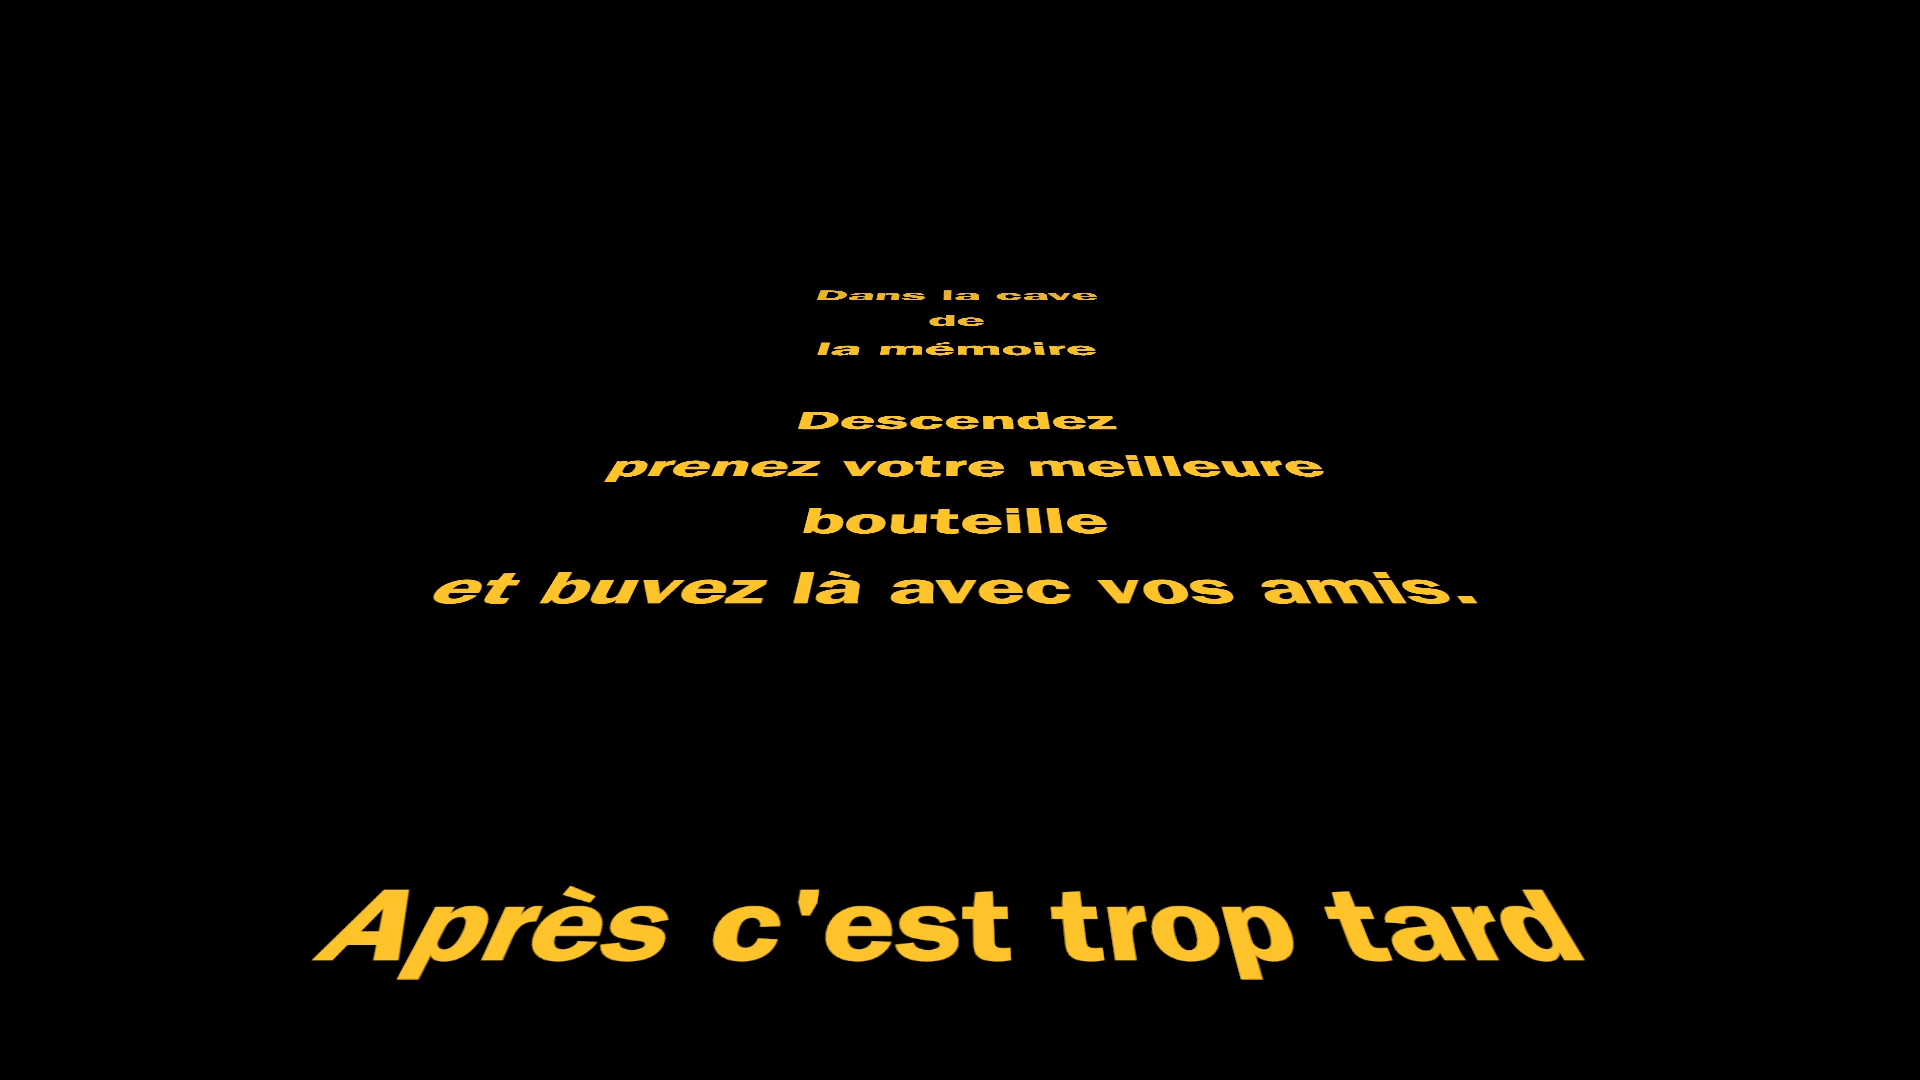 Dans la cave
de
la mémoire
Descendez
prenez votre meilleure
bouteille
et buvez là avec vos amis.
Après c'est trop tard